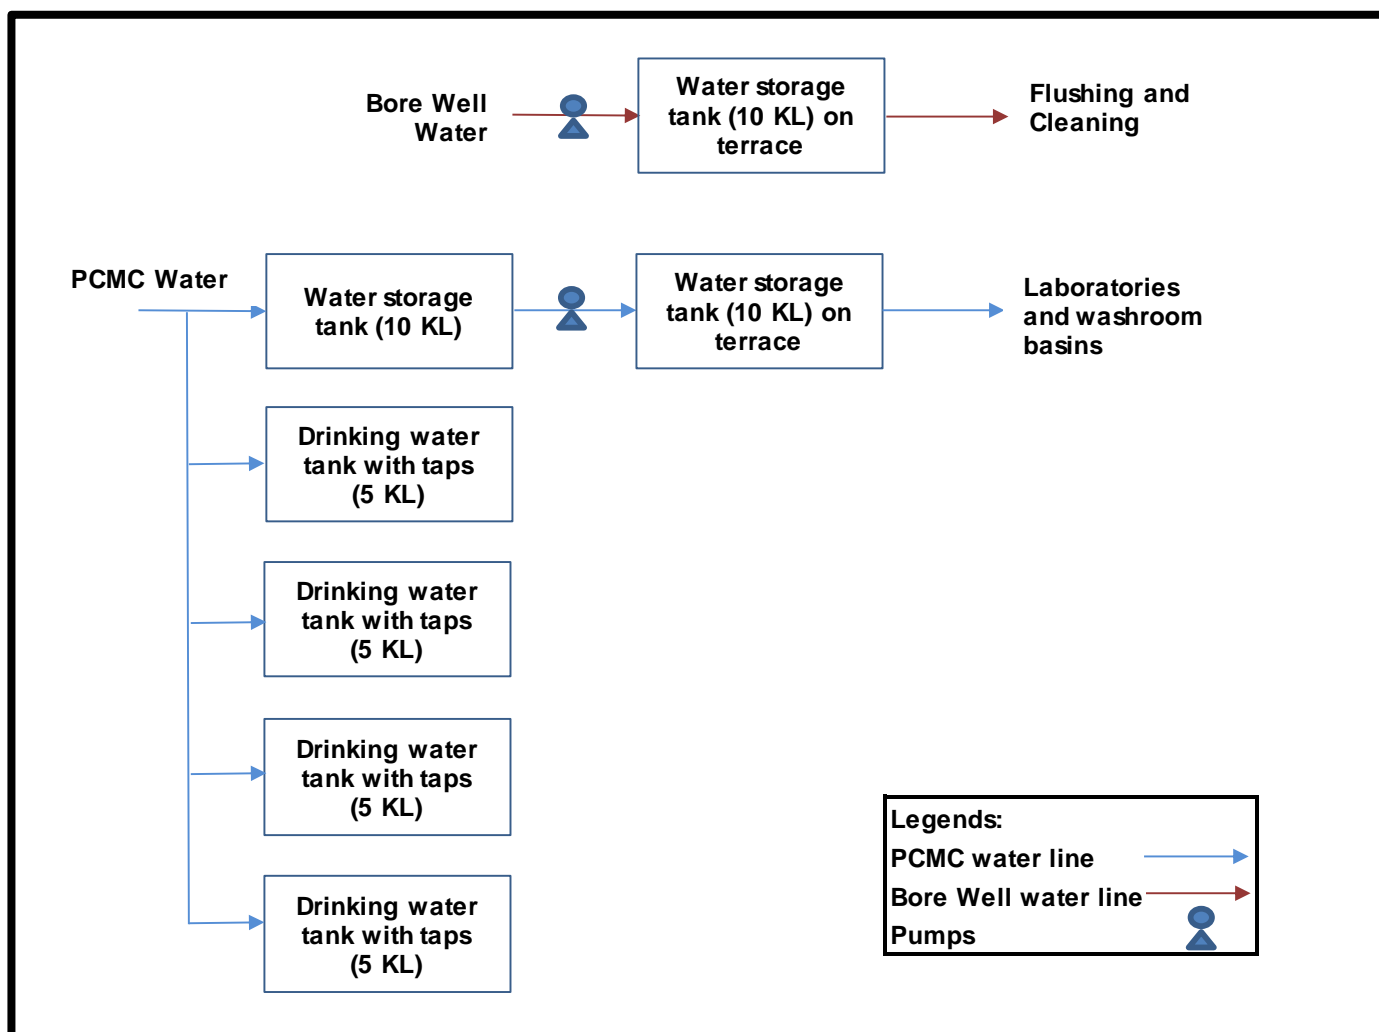 Bore Well
Water
Water storage
tank (10 KL) on
terrace
Flushing and
Cleaning
PCMC Water
Water storage
tank (10 KL)
Water storage
tank (10 KL) on
terrace
Laboratories
and washroom
basins
Drinking water
tank with taps
(5 KL)
Drinking water
tank with taps
(5 KL)
Drinking water
tank with taps
(5 KL)
Drinking water
tank with taps
(5 KL)
Legends:
PCMC water line
Bore Well water line
Pumps